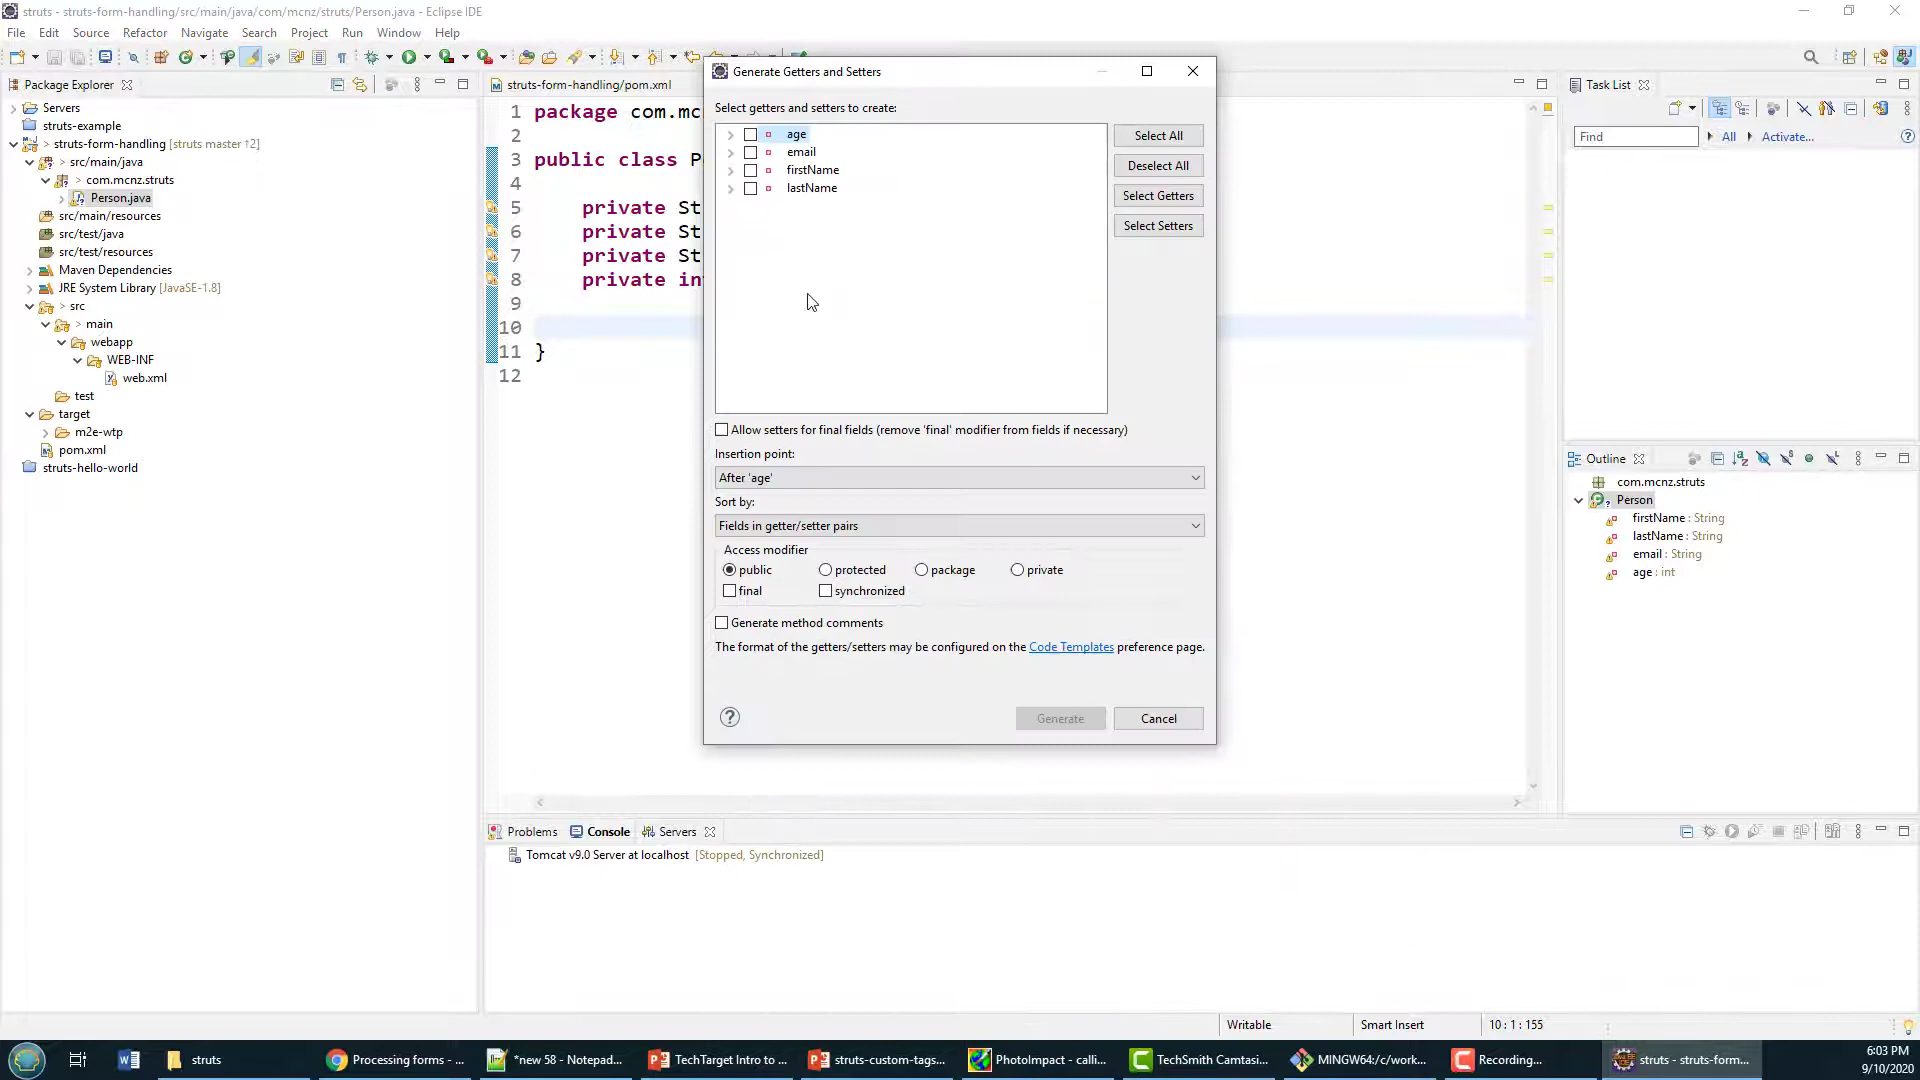 struts - struts-form-handling/src/main/java/com/mcnz/struts/Person.java - Eclipse IDE
File Edit Source Refactor Navigate Search Project Run Window Help
Package Explorer
Servers
struts-example
> struts-form-handling [struts master ↑2]
> src/main/java
> com.mcnz.struts
Person.java
src/main/resources
src/test/java
src/test/resources
Maven Dependencies
JRE System Library [JavaSE-1.8]
> src
> main
webapp
WEB-INF
web.xml
test
target
m2e-wtp
pom.xml
struts-hello-world
struts-form-handling/pom.xml
1 package com.mc
2
3 public class P
4
5 private St
6 private St
7 private St
8 private in
9
10
11 }
12
Generate Getters and Setters
Select getters and setters to create:
age
email
firstName
lastName
Select All
Deselect All
Select Getters
Select Setters
Allow setters for final fields (remove 'final' modifier from fields if necessary)
Insertion point:
After 'age'
Sort by:
Fields in getter/setter pairs
Access modifier
public protected package private
final synchronized
Generate method comments
The format of the getters/setters may be configured on the Code Templates preference page.
?
Generate Cancel
Task List
Find All Activate...
Outline
com.mcnz.struts
Person
firstName : String
lastName : String
email : String
age : int
Problems Console Servers
Tomcat v9.0 Server at localhost [Stopped, Synchronized]
Writable Smart Insert 10 : 1 : 155
struts
Processing forms - ...
*new 58 - Notepad...
TechTarget Intro to ...
struts-custom-tags...
PhotoImpact - calli...
TechSmith Camtasi...
MINGW64:/c/work...
Recording...
struts - struts-form...
6:03 PM
9/10/2020